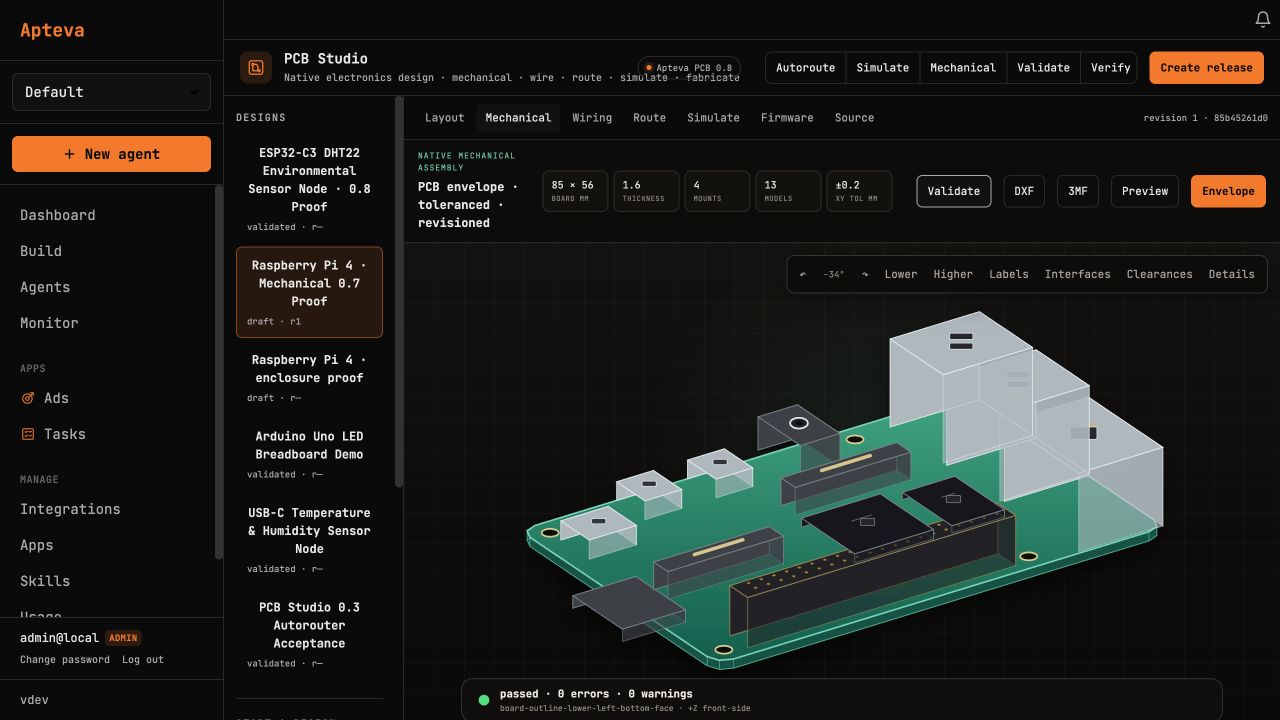 Apteva
Default
+ New agent
Dashboard
Build
Agents
Monitor
APPS
Ads
Tasks
MANAGE
Integrations
Apps
Skills
Usage
admin@local ADMIN
Change password Log out
vdev
PCB Studio
Native electronics design · mechanical · wire · route · simulate · fabricate
Apteva PCB 0.8
Autoroute Simulate Mechanical Validate Verify
Create release
DESIGNS
ESP32-C3 DHT22
Environmental
Sensor Node · 0.8
Proof
validated · r—
Raspberry Pi 4 ·
Mechanical 0.7
Proof
draft · r1
Raspberry Pi 4 ·
enclosure proof
draft · r—
Arduino Uno LED
Breadboard Demo
validated · r—
USB-C Temperature
& Humidity Sensor
Node
validated · r—
PCB Studio 0.3
Autorouter
Acceptance
validated · r—
Layout Mechanical Wiring Route Simulate Firmware Source
revision 1 · 85b45261d0
NATIVE MECHANICAL
ASSEMBLY
PCB envelope ·
toleranced ·
revisioned
85 × 56
BOARD MM
1.6
THICKNESS
4
MOUNTS
13
MODELS
±0.2
XY TOL MM
Validate DXF 3MF Preview Envelope
↶ -34° ↷ Lower Higher Labels Interfaces Clearances Details
passed · 0 errors · 0 warnings
board-outline-lower-left-bottom-face · +Z front-side